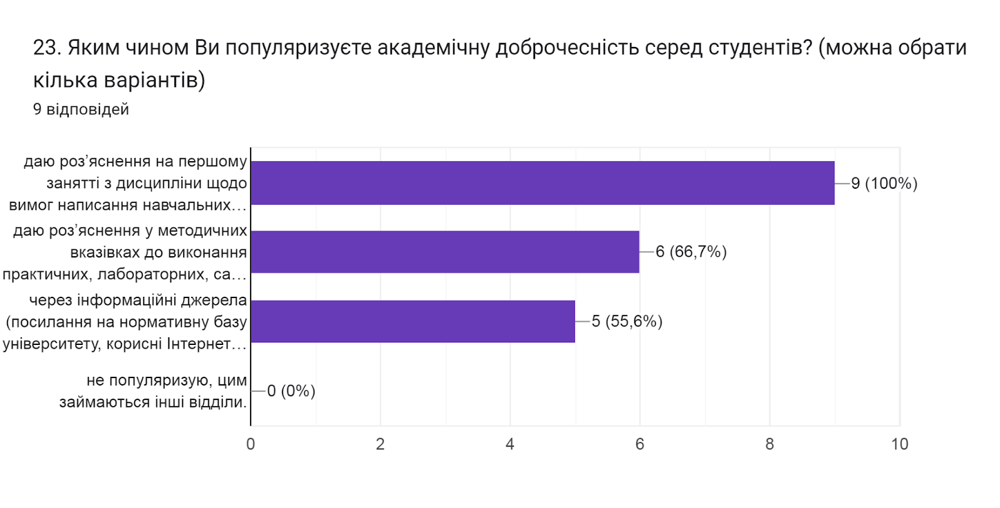 23. Яким чином Ви популяризуєте академічну доброчесність серед студентів? (можна обрати
кілька варіантів)
9 відповідей
даю роз’яснення на першому
занятті з дисципліни щодо
вимог написання навчальних…
9 (100%)
даю роз’яснення у методичних
вказівках до виконання
практичних, лабораторних, са…
6 (66,7%)
через інформаційні джерела
(посилання на нормативну базу
університету, корисні Інтернет…
5 (55,6%)
не популяризую, цим
займаються інші відділи.
0 (0%)
0 2 4 6 8 10